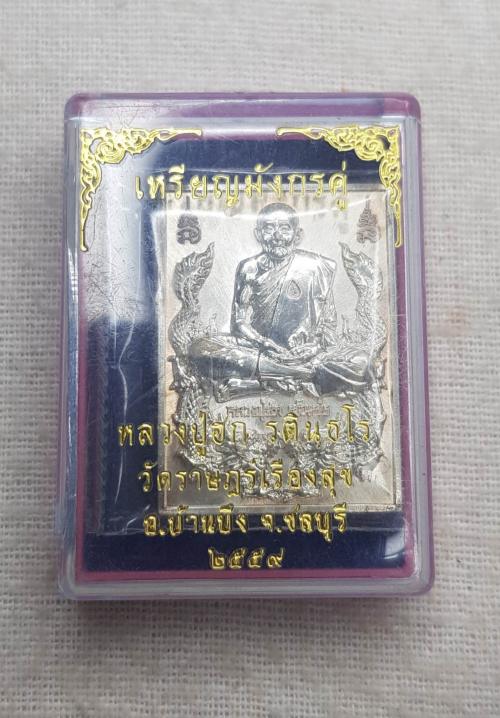 เหรียญมังกรคู่
หลวงปู่ฮก รตินฺธโร
วัดราษฎร์เรืองสุข
อ.บ้านบึง จ.ชลบุรี
๒๕๕๙